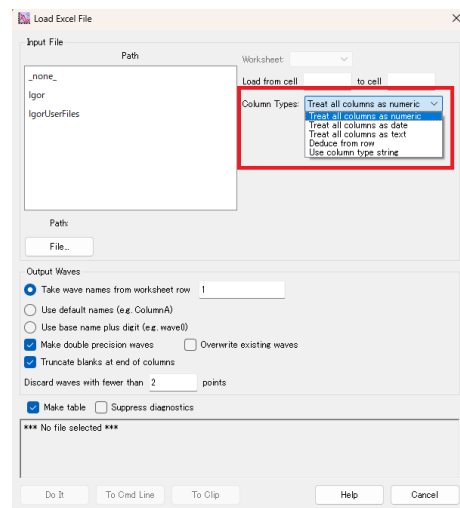 Load Excel File
Input File
Path
_none_
Igor
IgorUserFiles
Path:
File...
Worksheet:
Load from cell to cell
Column Types: Treat all columns as numeric
Treat all columns as numeric
Treat all columns as date
Treat all columns as text
Deduce from row
Use column type string
Output Waves
Take wave names from worksheet row 1
Use default names (e.g. ColumnA)
Use base name plus digit (e.g. wave0)
Make double precision waves Overwrite existing waves
Truncate blanks at end of columns
Discard waves with fewer than 2 points
Make table Suppress diagnostics
*** No file selected ***
Do It To Cmd Line To Clip Help Cancel